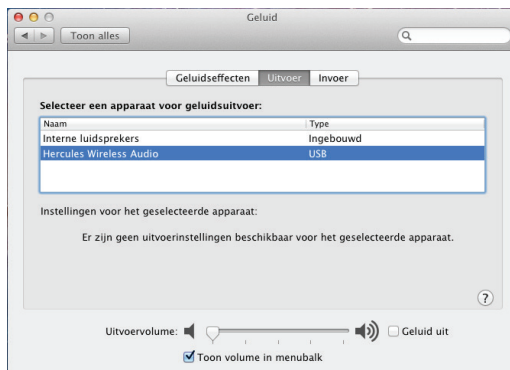 Geluid
Toon alles
Geluidseffecten Uitvoer Invoer
Selecteer een apparaat voor geluidsuitvoer:
Naam Type
Interne luidsprekers Ingebouwd
Hercules Wireless Audio USB
Instellingen voor het geselecteerde apparaat:
Er zijn geen uitvoerinstellingen beschikbaar voor het geselecteerde apparaat.
?
Uitvoervolume: Geluid uit
Toon volume in menubalk